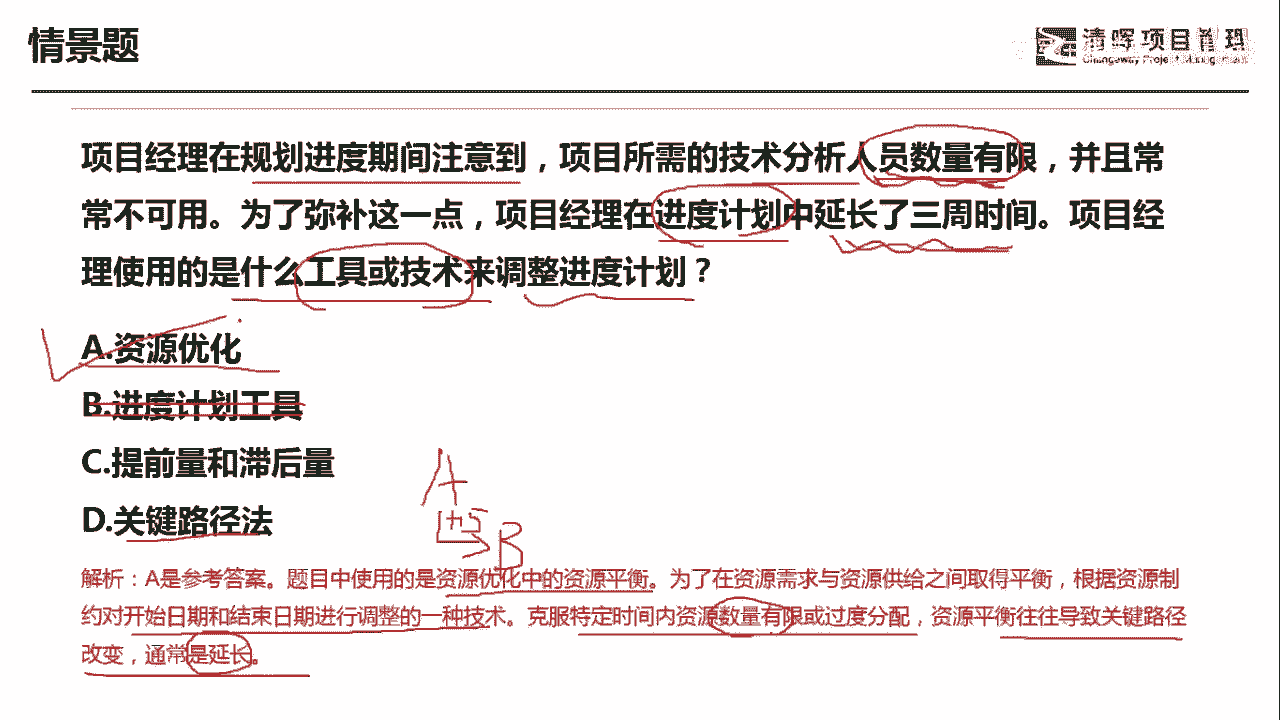 情景题
清晖项目管理
Changeway Project Management
项目经理在规划进度期间注意到，项目所需的技术分析人员数量有限，并且常
常不可用。为了弥补这一点，项目经理在进度计划中延长了三周时间。项目经
理使用的是什么工具或技术来调整进度计划？
A.资源优化
B.进度计划工具
C.提前量和滞后量
D.关键路径法
A
+5
B
解析：A是参考答案。题目中使用的是资源优化中的资源平衡。为了在资源需求与资源供给之间取得平衡，根据资源制
约对开始日期和结束日期进行调整的一种技术。克服特定时间内资源数量有限或过度分配，资源平衡往往导致关键路径
改变，通常是延长。